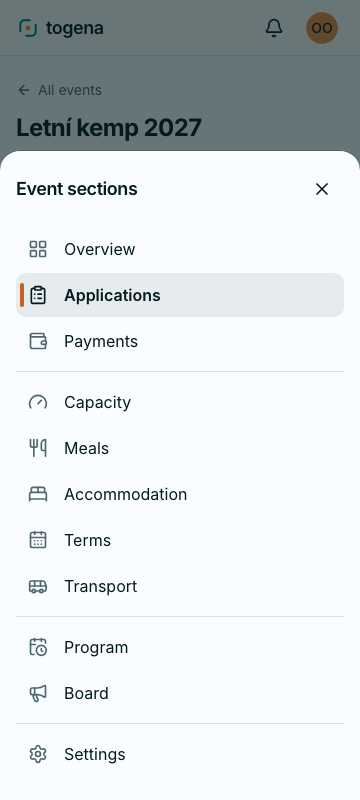 togena
OO
All events
Letní kemp 2027
Event sections
Overview
Applications
Payments
Capacity
Meals
Accommodation
Terms
Transport
Program
Board
Settings